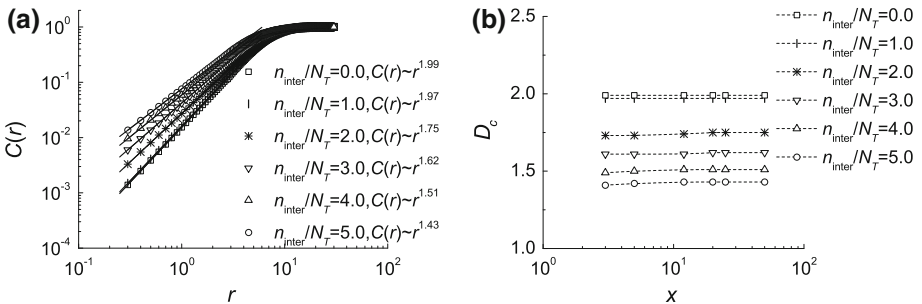 (a)
10⁰
10⁻¹
10⁻²
10⁻³
10⁻⁴
C(r)
10⁻¹ 10⁰ 10¹ 10²
r
n_inter/N_T=0.0,C(r)~r^1.99
n_inter/N_T=1.0,C(r)~r^1.97
n_inter/N_T=2.0,C(r)~r^1.75
n_inter/N_T=3.0,C(r)~r^1.62
n_inter/N_T=4.0,C(r)~r^1.51
n_inter/N_T=5.0,C(r)~r^1.43
(b)
2.5
2.0
1.5
1.0
D_c
10⁰ 10¹ 10²
x
n_inter/N_T=0.0
n_inter/N_T=1.0
n_inter/N_T=2.0
n_inter/N_T=3.0
n_inter/N_T=4.0
n_inter/N_T=5.0